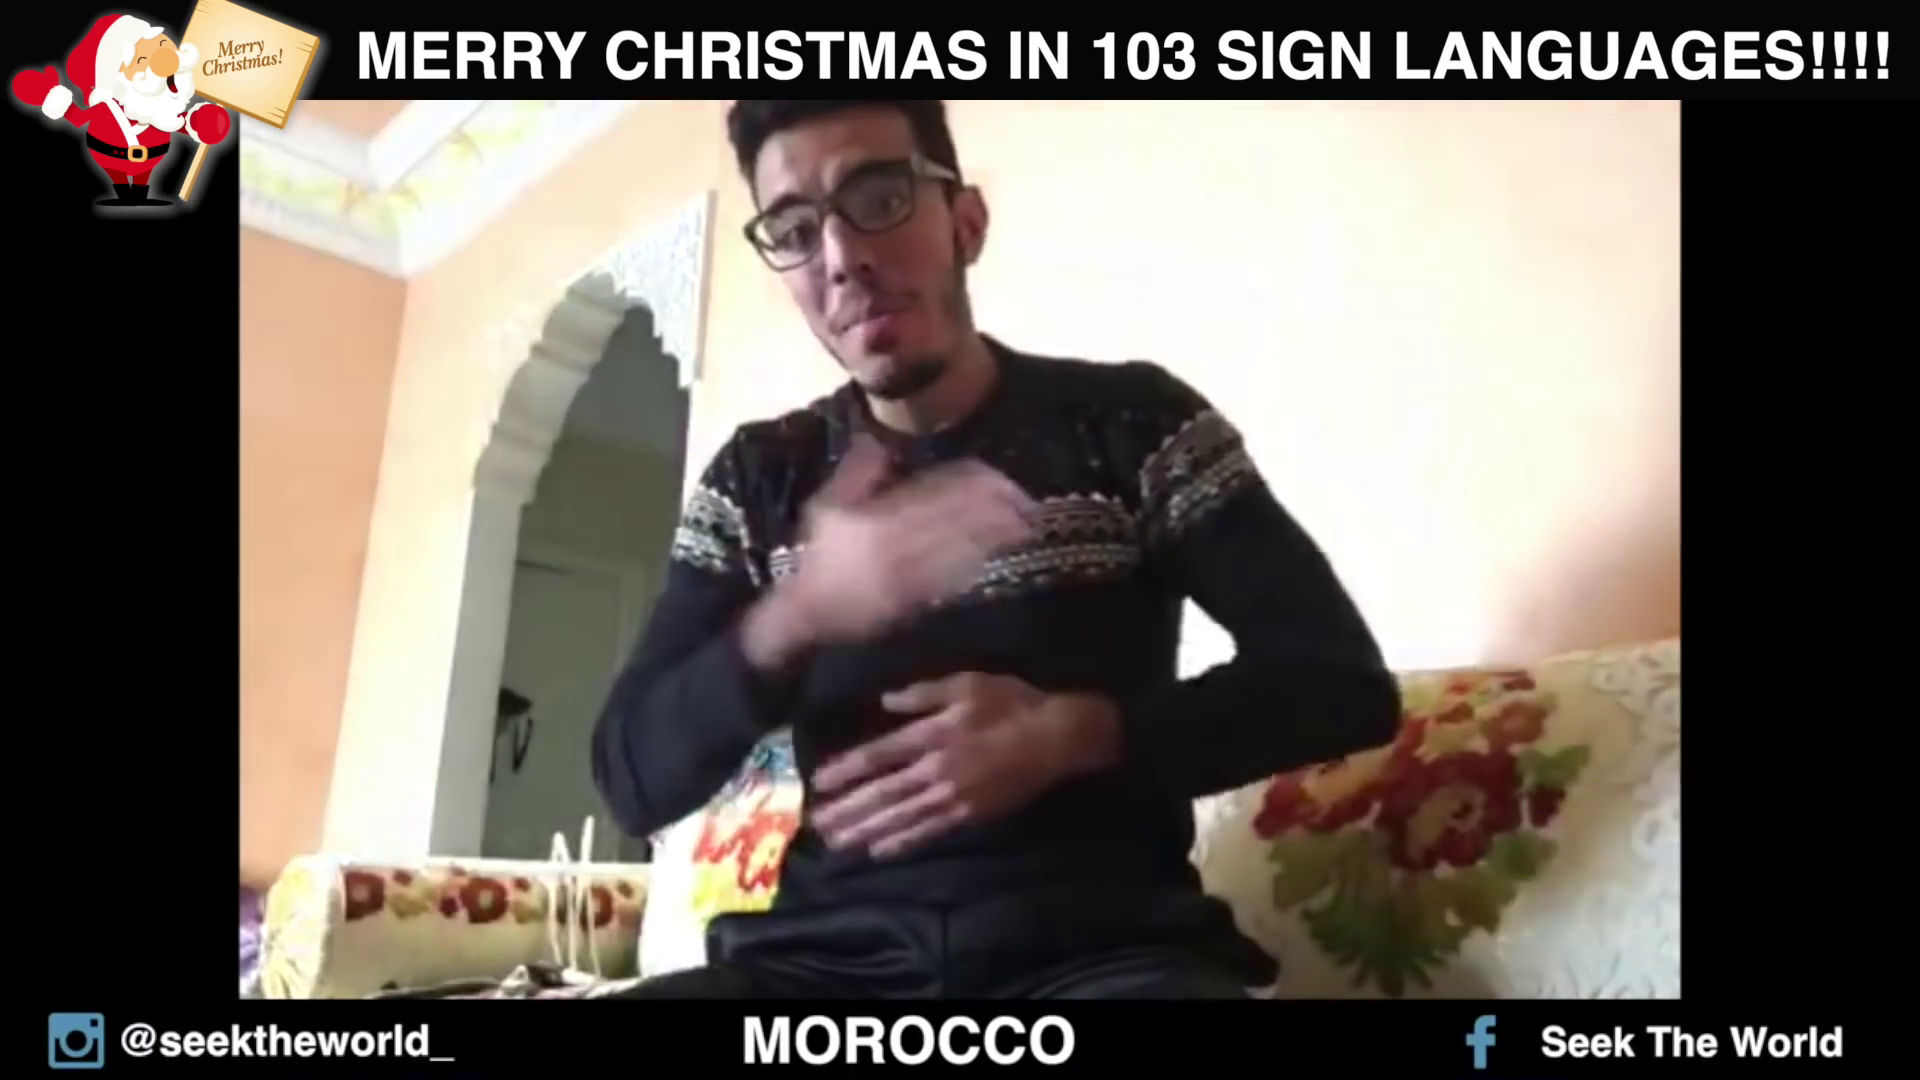 Merry
Christmas!
MERRY CHRISTMAS IN 103 SIGN LANGUAGES!!!!
@seektheworld_
MOROCCO
Seek The World